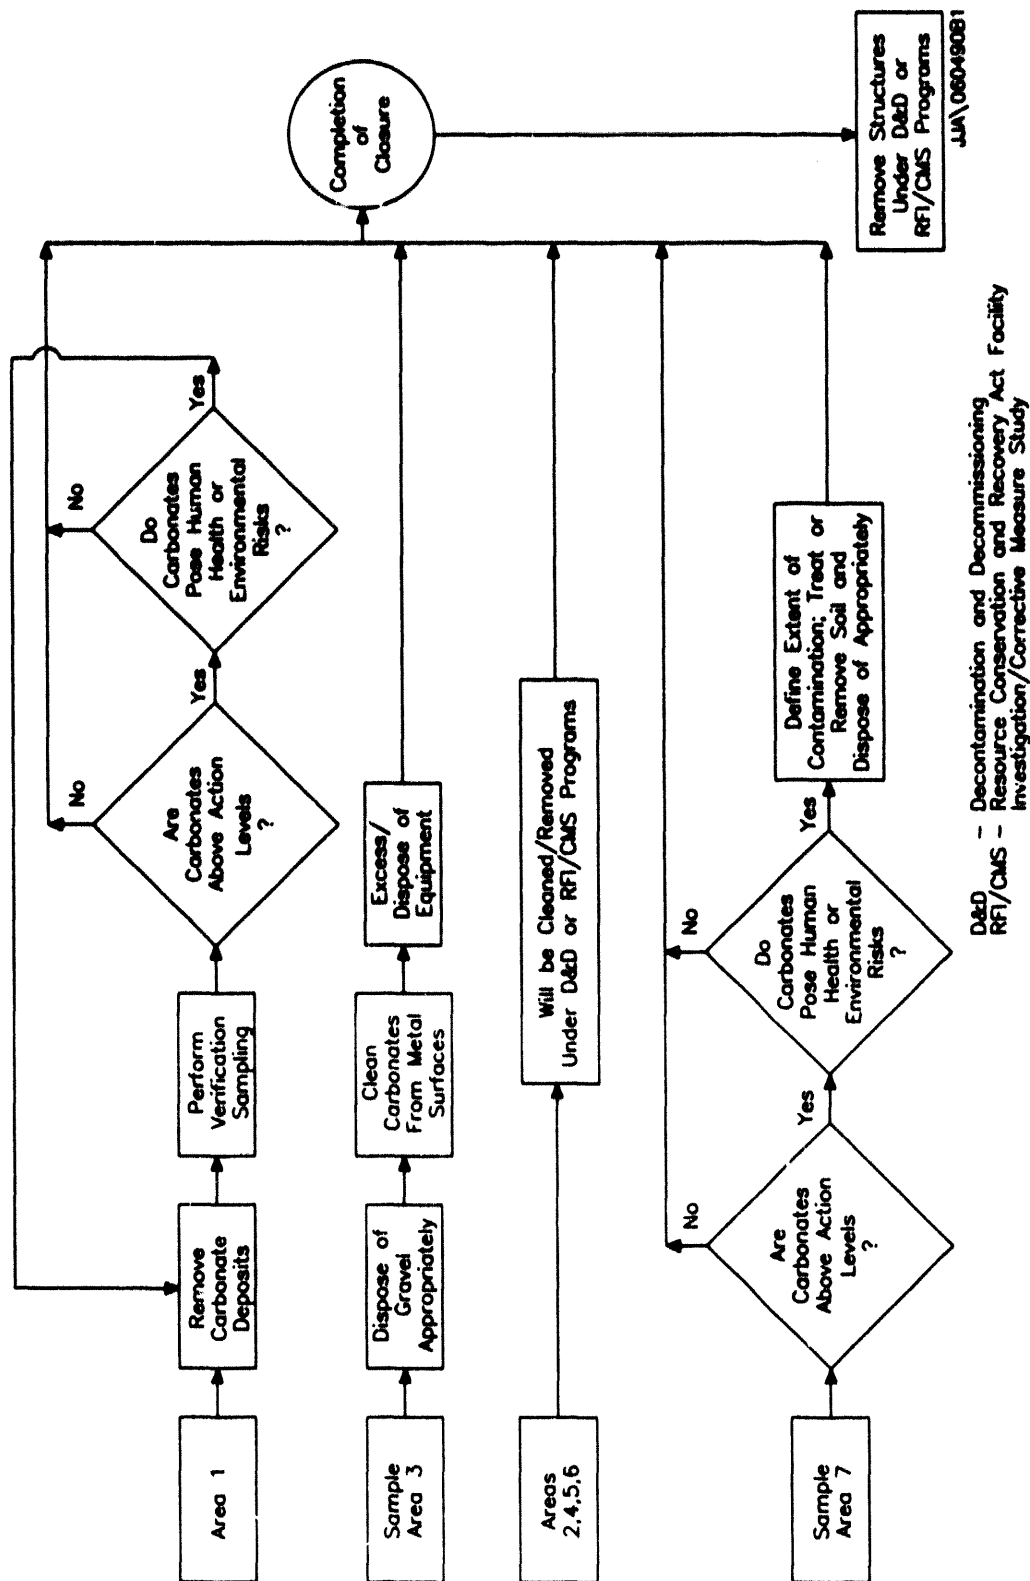 Area 1
Remove
Carbonate
Deposits
Perform
Verification
Sampling
Are
Carbonates
Above Action
Levels
?
No
Yes
Do
Carbonates
Pose Human
Health or
Environmental
Risks
?
No
Yes
Sample
Area 3
Dispose of
Gravel
Appropriately
Clean
Carbonates
From Metal
Surfaces
Excess/
Dispose of
Equipment
Completion
of
Closure
Areas
2,4,5,6
Will be Cleaned/Removed
Under D&D or RFI/CMS Programs
Sample
Area 7
Are
Carbonates
Above Action
Levels
?
No
Yes
Do
Carbonates
Pose Human
Health or
Environmental
Risks
?
No
Yes
Define Extent of
Contamination; Treat or
Remove Soil and
Dispose of Appropriately
Remove Structures
Under D&D or
RFI/CMS Programs
JJA\060490B1
D&D – Decontamination and Decommissioning
RFI/CMS – Resource Conservation and Recovery Act Facility
Investigation/Corrective Measure Study